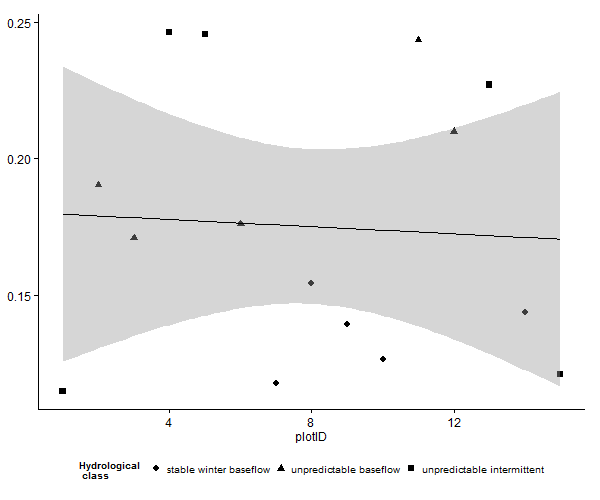 0.25
0.20
0.15
4 8 12
plotID
Hydrological
class
stable winter baseflow unpredictable baseflow unpredictable intermittent